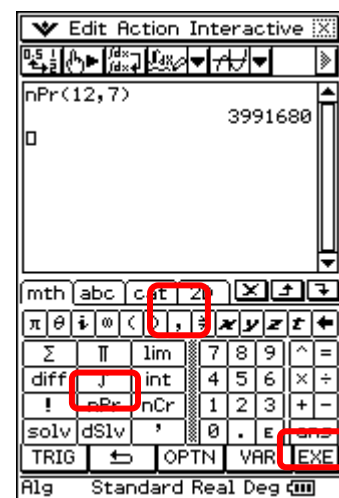 Edit Action Interactive
nPr(12,7)
3991680
mth abc cat 2D
π θ i ∞ ( ) , ⇒ x y z t ←
Σ Π lim 7 8 9 ^ =
diff ∫ int 4 5 6 × ÷
! nPr nCr 1 2 3 + −
solv dSlv ' 0 . E ans
TRIG OPTN VAR EXE
Alg Standard Real Deg